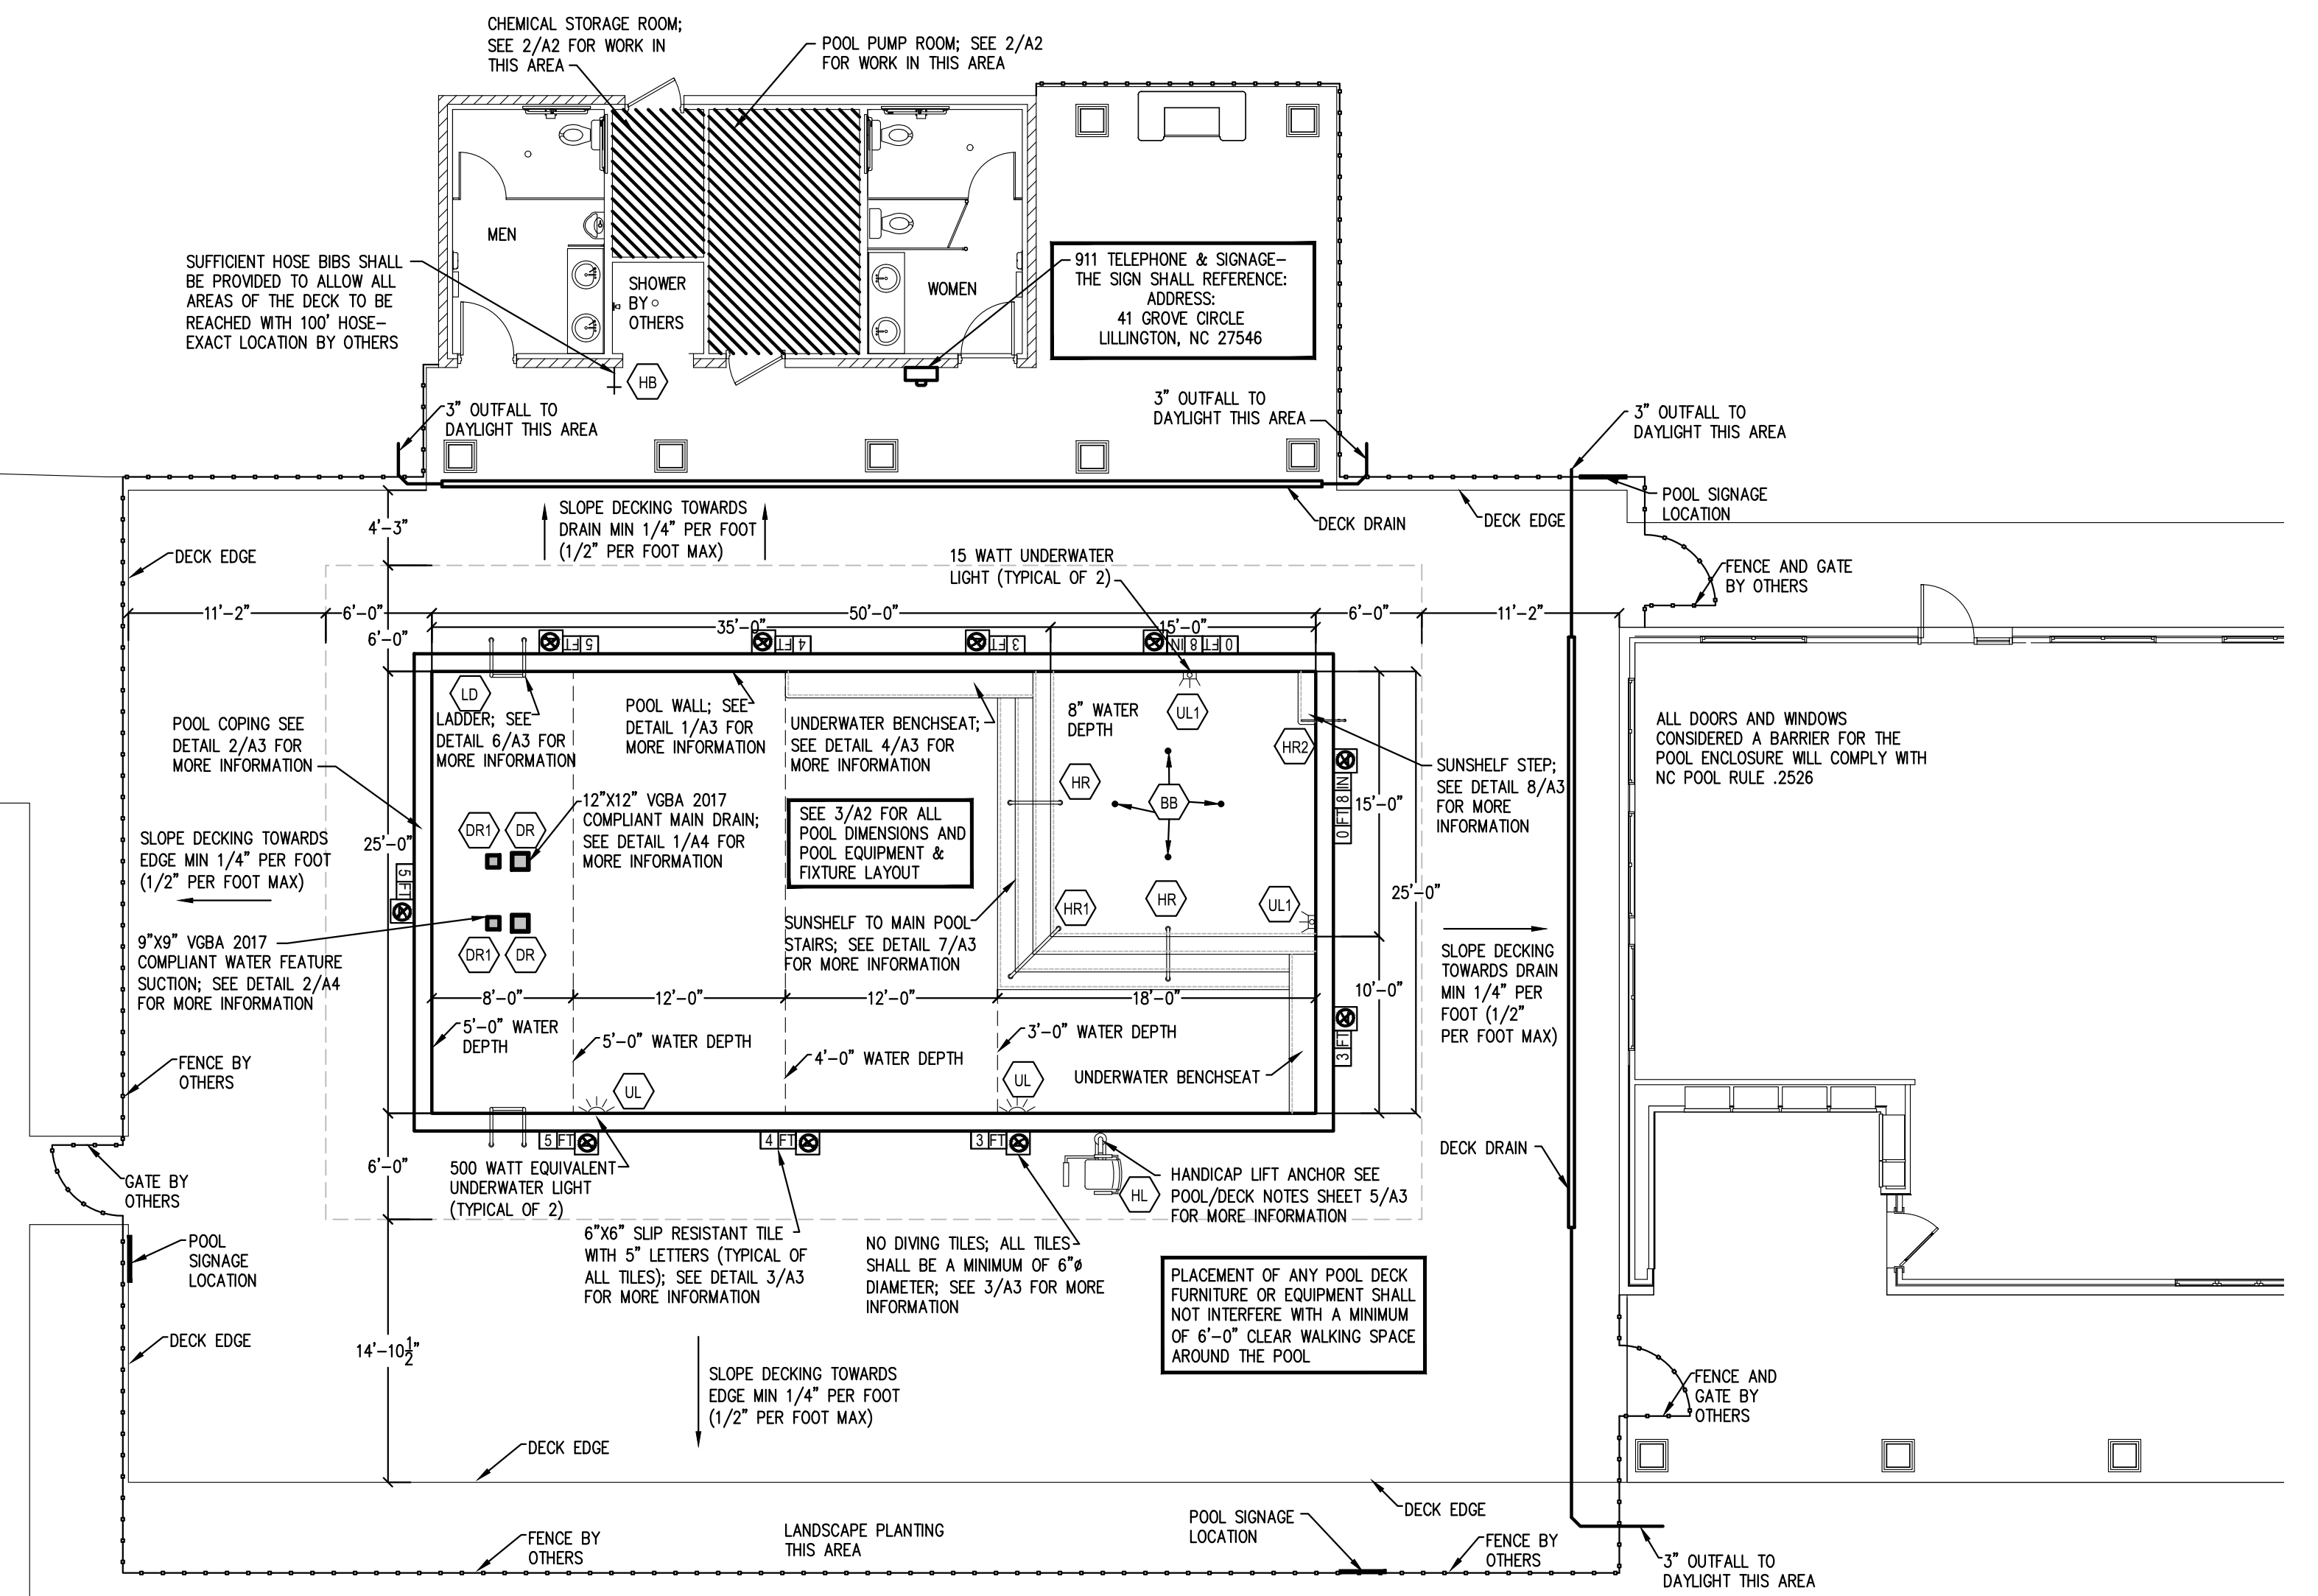 CHEMICAL STORAGE ROOM;
SEE 2/A2 FOR WORK IN
THIS AREA
POOL PUMP ROOM; SEE 2/A2
FOR WORK IN THIS AREA
MEN
SHOWER
BY
OTHERS
WOMEN
SUFFICIENT HOSE BIBS SHALL
BE PROVIDED TO ALLOW ALL
AREAS OF THE DECK TO BE
REACHED WITH 100' HOSE-
EXACT LOCATION BY OTHERS
911 TELEPHONE & SIGNAGE-
THE SIGN SHALL REFERENCE:
ADDRESS:
41 GROVE CIRCLE
LILLINGTON, NC 27546
HB
3" OUTFALL TO
DAYLIGHT THIS AREA
3" OUTFALL TO
DAYLIGHT THIS AREA
3" OUTFALL TO
DAYLIGHT THIS AREA
POOL SIGNAGE
LOCATION
4'-3"
SLOPE DECKING TOWARDS
DRAIN MIN 1/4" PER FOOT
(1/2" PER FOOT MAX)
DECK DRAIN
DECK EDGE
DECK EDGE
15 WATT UNDERWATER
LIGHT (TYPICAL OF 2)
FENCE AND GATE
BY OTHERS
11'-2"
6'-0"
50'-0"
6'-0"
11'-2"
6'-0"
35'-0"
15'-0"
5 FT
4 FT
3 FT
0 FT 8 IN
LD
LADDER; SEE
DETAIL 6/A3 FOR
MORE INFORMATION
POOL WALL; SEE
DETAIL 1/A3 FOR
MORE INFORMATION
UNDERWATER BENCHSEAT;
SEE DETAIL 4/A3 FOR
MORE INFORMATION
8" WATER
DEPTH
UL1
HR2
POOL COPING SEE
DETAIL 2/A3 FOR
MORE INFORMATION
ALL DOORS AND WINDOWS
CONSIDERED A BARRIER FOR THE
POOL ENCLOSURE WILL COMPLY WITH
NC POOL RULE .2526
SUNSHELF STEP;
SEE DETAIL 8/A3
FOR MORE
INFORMATION
HR
BB
0 FT 8 IN
15'-0"
12"X12" VGBA 2017
COMPLIANT MAIN DRAIN;
SEE DETAIL 1/A4 FOR
MORE INFORMATION
SEE 3/A2 FOR ALL
POOL DIMENSIONS AND
POOL EQUIPMENT &
FIXTURE LAYOUT
DR1
DR
SLOPE DECKING TOWARDS
EDGE MIN 1/4" PER FOOT
(1/2" PER FOOT MAX)
25'-0"
5 FT
25'-0"
HR1
HR
UL1
SUNSHELF TO MAIN POOL
STAIRS; SEE DETAIL 7/A3
FOR MORE INFORMATION
9"X9" VGBA 2017
COMPLIANT WATER FEATURE
SUCTION; SEE DETAIL 2/A4
FOR MORE INFORMATION
DR1
DR
SLOPE DECKING
TOWARDS DRAIN
MIN 1/4" PER
FOOT (1/2"
PER FOOT MAX)
8'-0"
12'-0"
12'-0"
18'-0"
10'-0"
5'-0" WATER
DEPTH
5'-0" WATER DEPTH
4'-0" WATER DEPTH
3'-0" WATER DEPTH
3 FT
UNDERWATER BENCHSEAT
FENCE BY
OTHERS
UL
UL
5 FT
4 FT
3 FT
DECK DRAIN
6'-0"
GATE BY
OTHERS
500 WATT EQUIVALENT
UNDERWATER LIGHT
(TYPICAL OF 2)
HL
HANDICAP LIFT ANCHOR SEE
POOL/DECK NOTES SHEET 5/A3
FOR MORE INFORMATION
POOL
SIGNAGE
LOCATION
6"X6" SLIP RESISTANT TILE
WITH 5" LETTERS (TYPICAL OF
ALL TILES); SEE DETAIL 3/A3
FOR MORE INFORMATION
NO DIVING TILES; ALL TILES
SHALL BE A MINIMUM OF 6"ø
DIAMETER; SEE 3/A3 FOR MORE
INFORMATION
PLACEMENT OF ANY POOL DECK
FURNITURE OR EQUIPMENT SHALL
NOT INTERFERE WITH A MINIMUM
OF 6'-0" CLEAR WALKING SPACE
AROUND THE POOL
DECK EDGE
14'-10 1/2"
SLOPE DECKING TOWARDS
EDGE MIN 1/4" PER FOOT
(1/2" PER FOOT MAX)
FENCE AND
GATE BY
OTHERS
DECK EDGE
DECK EDGE
FENCE BY
OTHERS
LANDSCAPE PLANTING
THIS AREA
POOL SIGNAGE
LOCATION
FENCE BY
OTHERS
3" OUTFALL TO
DAYLIGHT THIS AREA